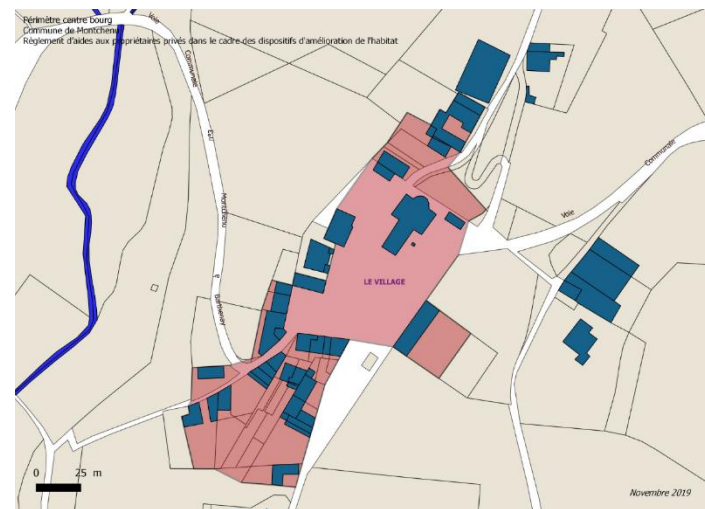 Périmètre centre bourg
Commune de Montchenu
Règlement d'aides aux propriétaires privés dans le cadre des dispositifs d'amélioration de l'habitat
Voie
Communale
Montchenu
Voie
Communale
LE VILLAGE
0 25 m
Novembre 2019